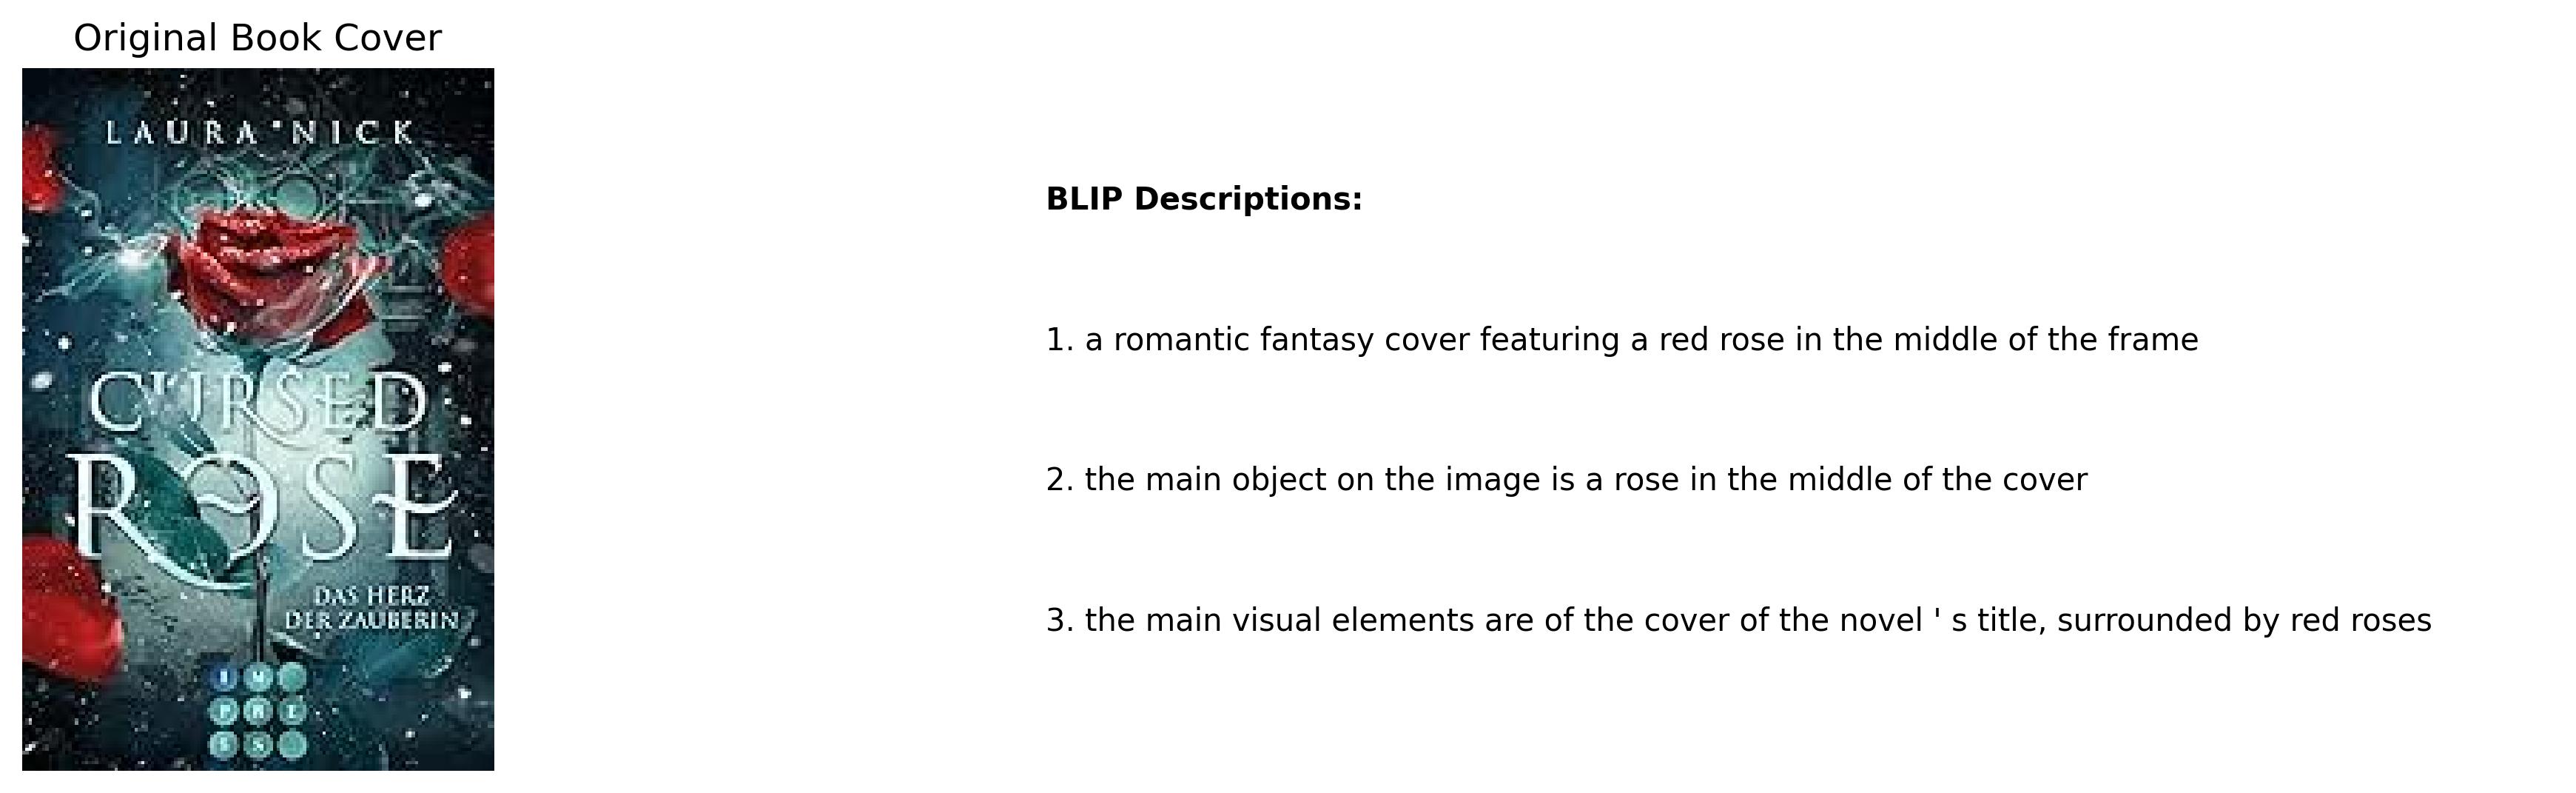 Original Book Cover
LAURA NICK
CURSED
ROSE
DAS HERZ
DER ZAUBERIN
I M
P R E
S S
BLIP Descriptions:
1. a romantic fantasy cover featuring a red rose in the middle of the frame
2. the main object on the image is a rose in the middle of the cover
3. the main visual elements are of the cover of the novel ' s title, surrounded by red roses